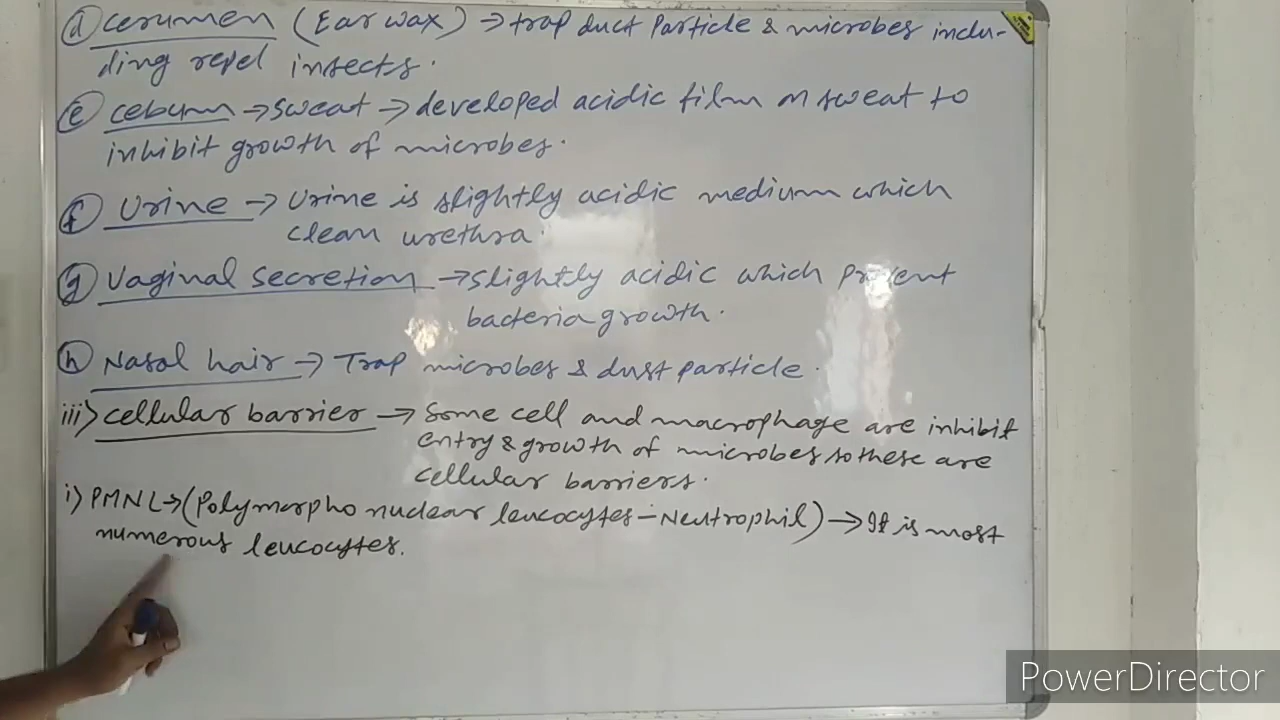 d) cerumen (Ear wax) → trap duct Particle & microbes inclu-
ding repel insects.
e) cebum → sweat → developed acidic film on sweat to
inhibit growth of microbes.
f) Urine → Urine is slightly acidic medium which
clean urethra.
g) Vaginal secretion → slightly acidic which prevent
bacteria growth.
h) Nasal hair → Trap microbes & dust particle.
iii) cellular barrier → Some cell and macrophage are inhibit
entry & growth of microbes so these are
cellular barriers.
i) PMNL → (Polymorpho nuclear leucocytes - Neutrophil) → It is most
numerous leucocytes.
PowerDirector